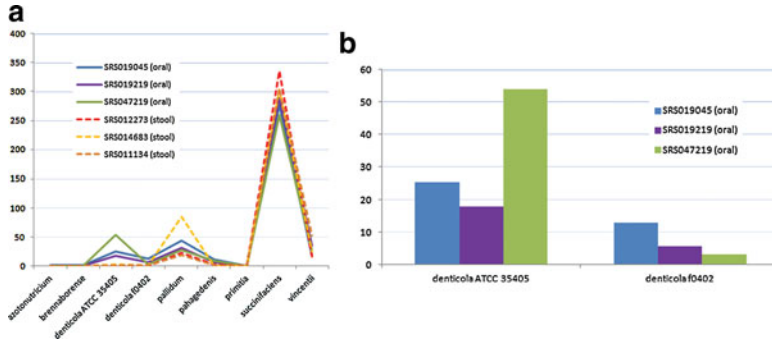 a
400
350
300
250
200
150
100
50
0
SRS019045 (oral)
SRS019219 (oral)
SRS047219 (oral)
SRS012273 (stool)
SRS014683 (stool)
SRS011134 (stool)
azotonutricium
brennaborense
denticola ATCC 35405
denticola f0402
pallidum
pahagedenis
primitia
succinifaciens
vincentii
b
60
50
40
30
20
10
0
SRS019045 (oral)
SRS019219 (oral)
SRS047219 (oral)
denticola ATCC 35405
denticola f0402